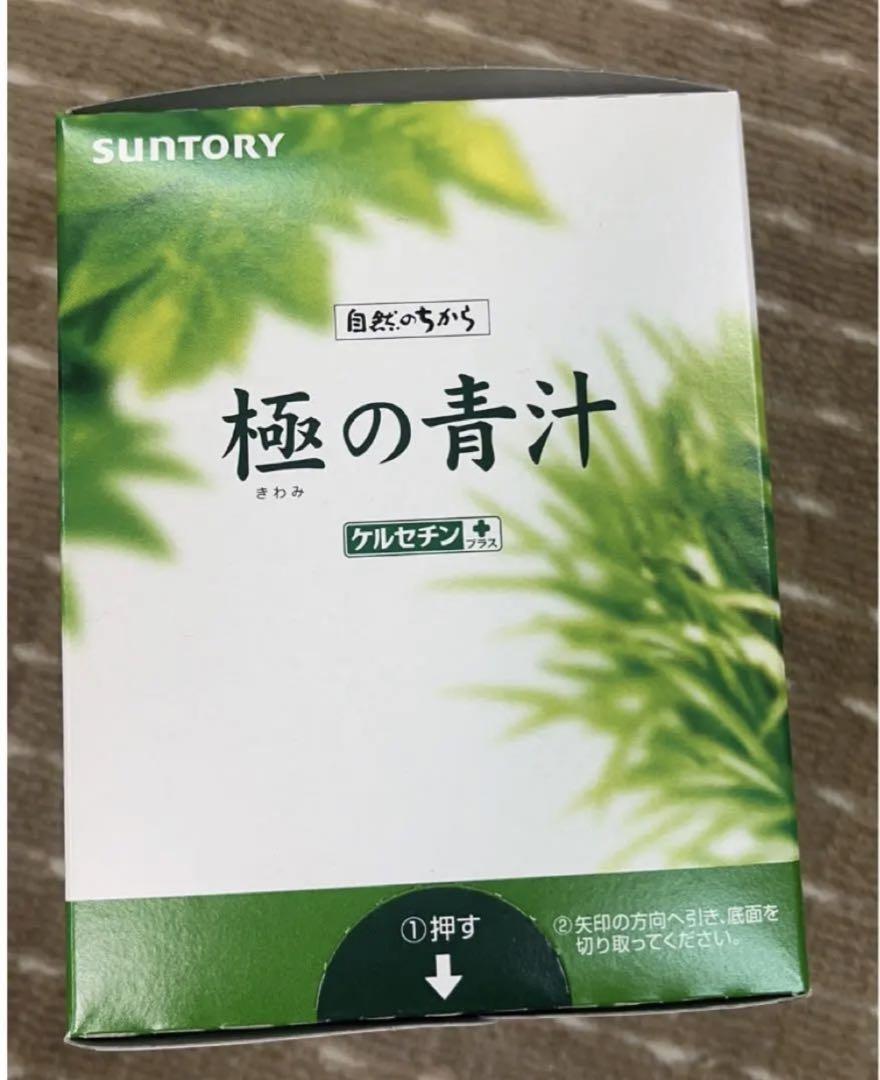 SUNTORY
自然のちから
極の青汁
きわみ
ケルセチン
プラス
①押す
②矢印の方向へ引き、底面を
切り取ってください。